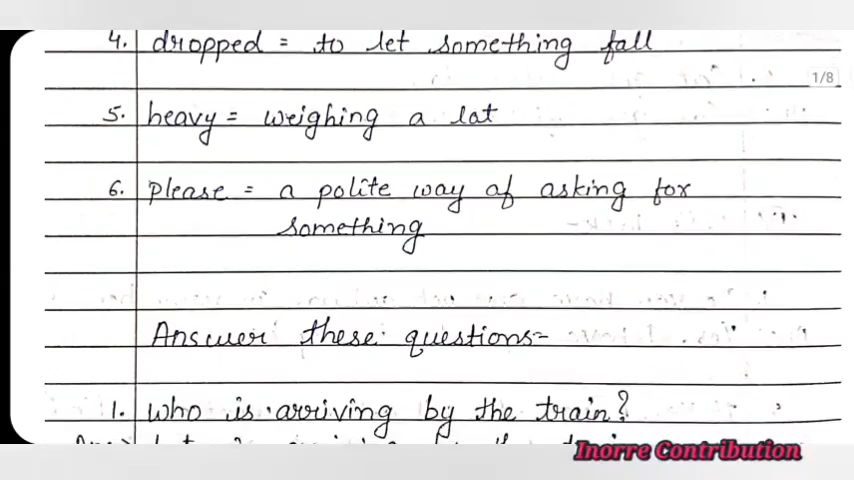 4. dropped = to let something fall
1/8
5. heavy = weighing a lat
6. please = a polite way of asking for
something
Answer these questions=
1. Who is arriving by the train?
Inorre Contribution